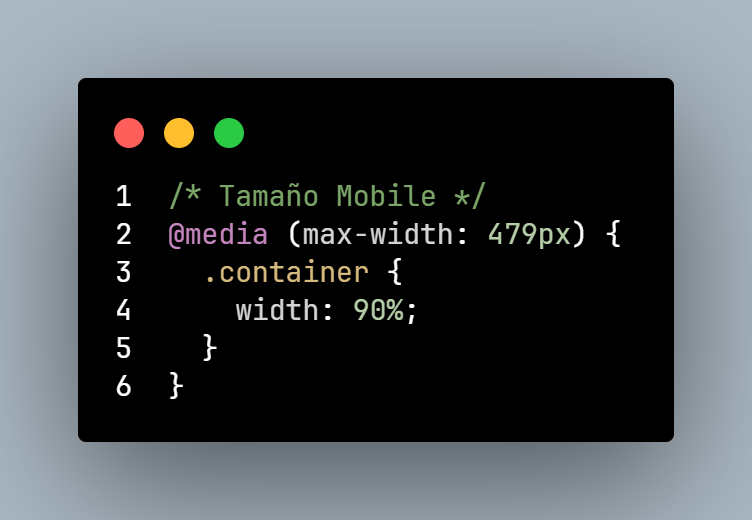 1 /* Tamaño Mobile */
2 @media (max-width: 479px) {
3   .container {
4     width: 90%;
5   }
6 }